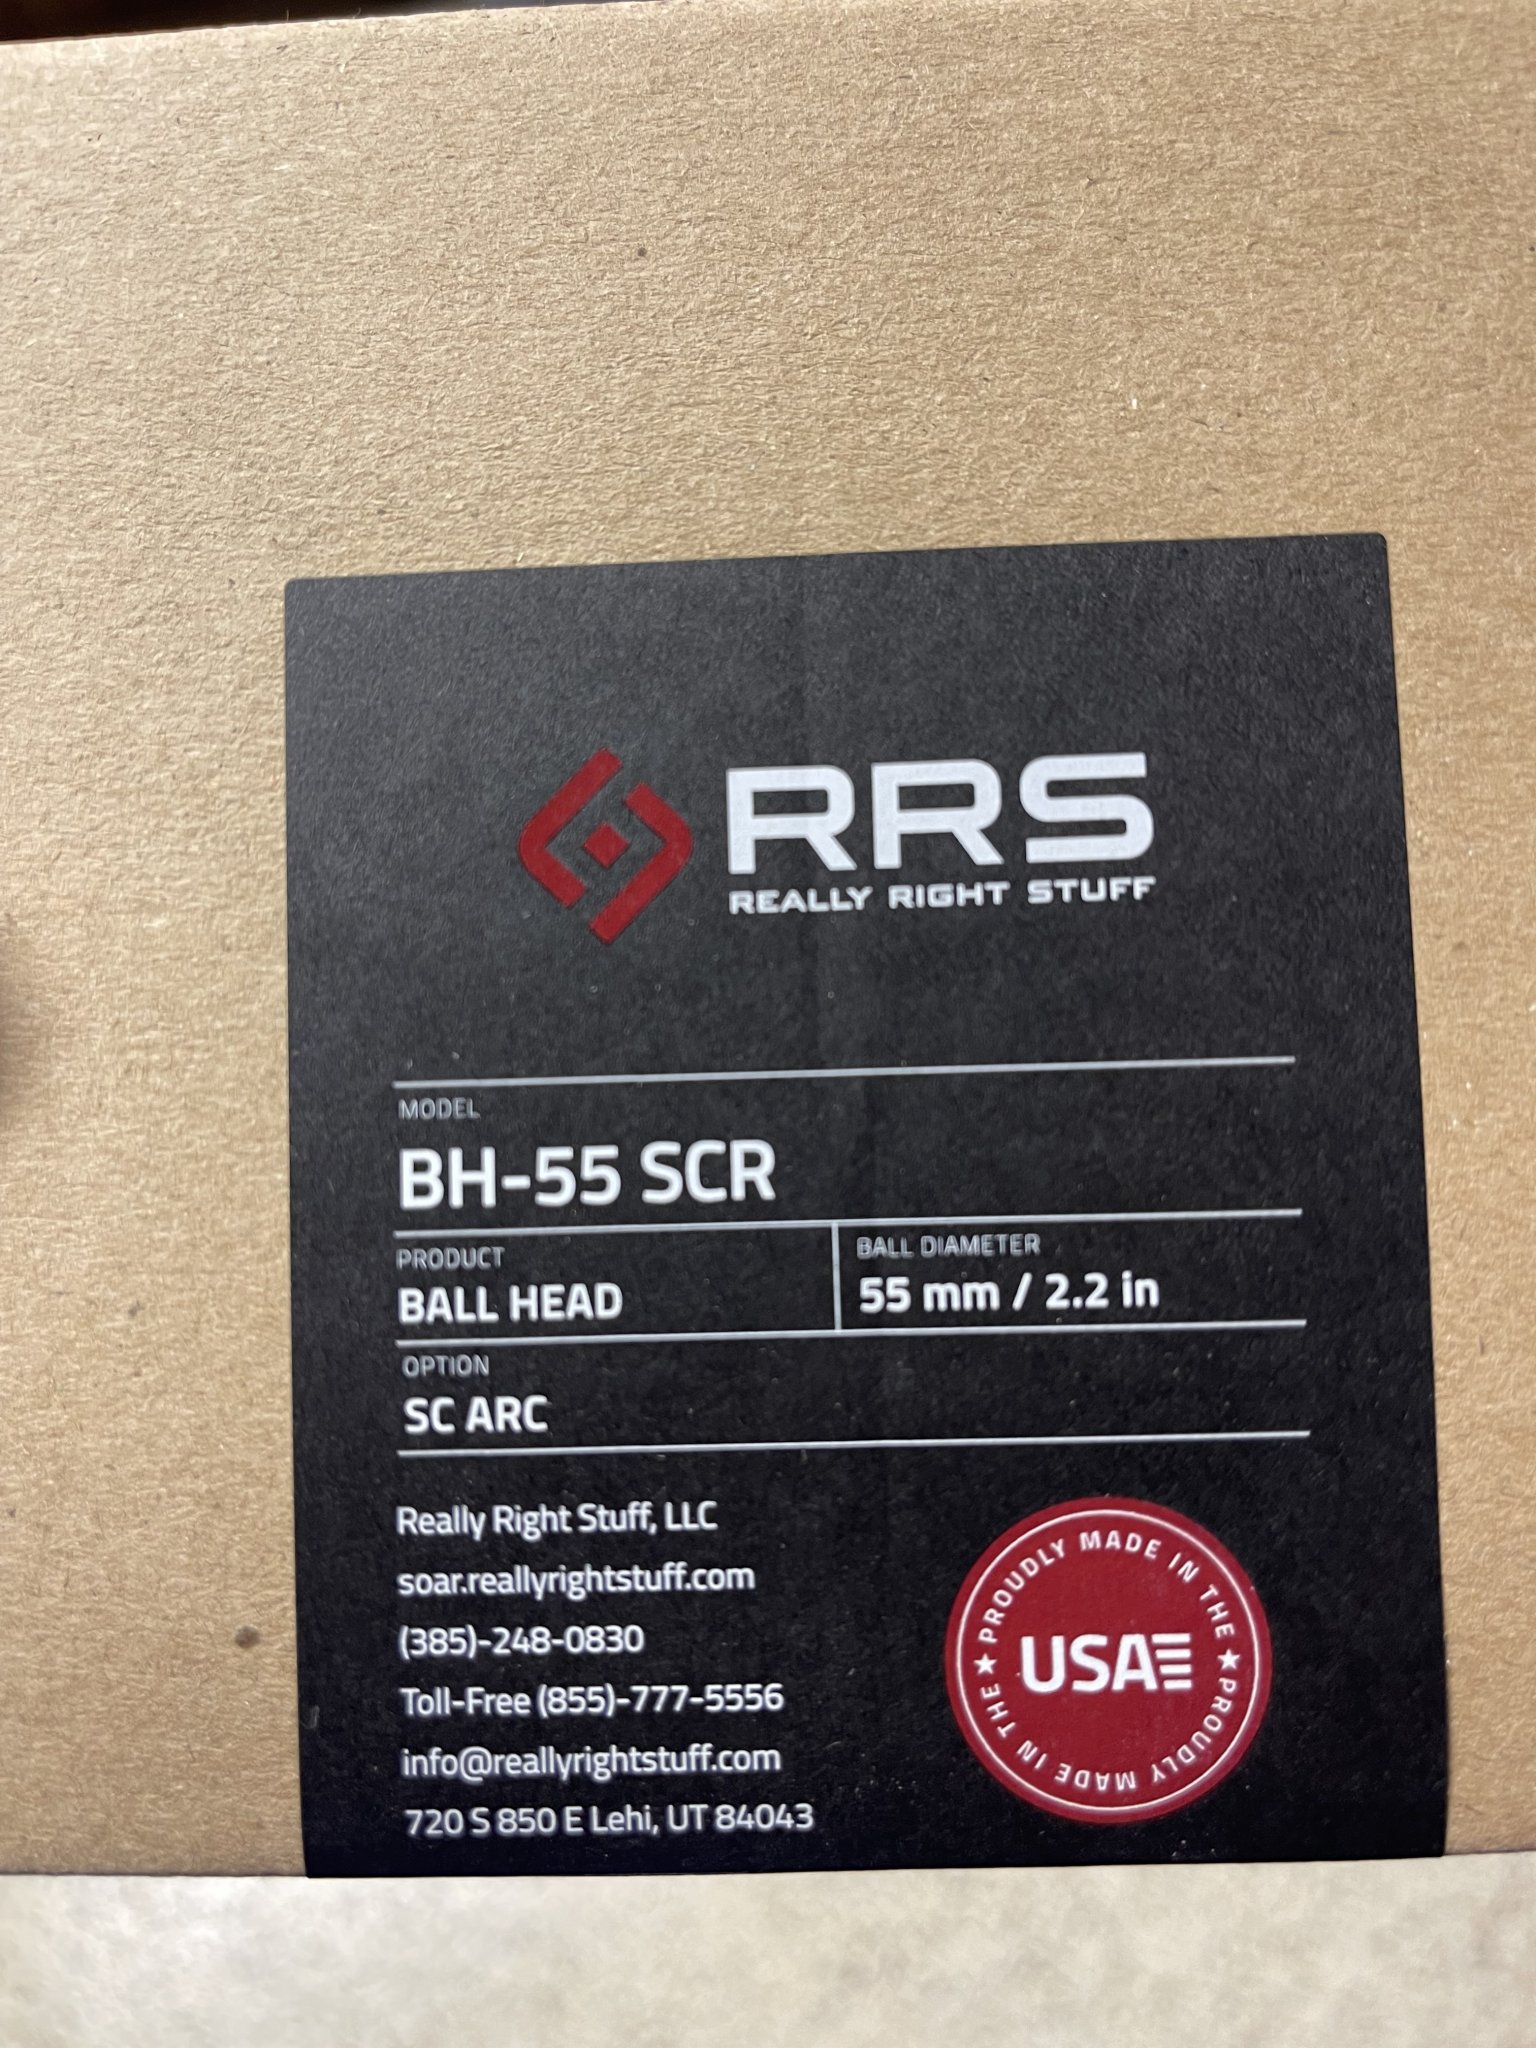 RRS
REALLY RIGHT STUFF
MODEL
BH-55 SCR
PRODUCT
BALL HEAD
BALL DIAMETER
55 mm / 2.2 in
OPTION
SC ARC
Really Right Stuff, LLC
soar.reallyrightstuff.com
(385)-248-0830
Toll-Free (855)-777-5556
info@reallyrightstuff.com
720 S 850 E Lehi, UT 84043
★ PROUDLY MADE IN THE ★ PROUDLY MADE IN THE
USA